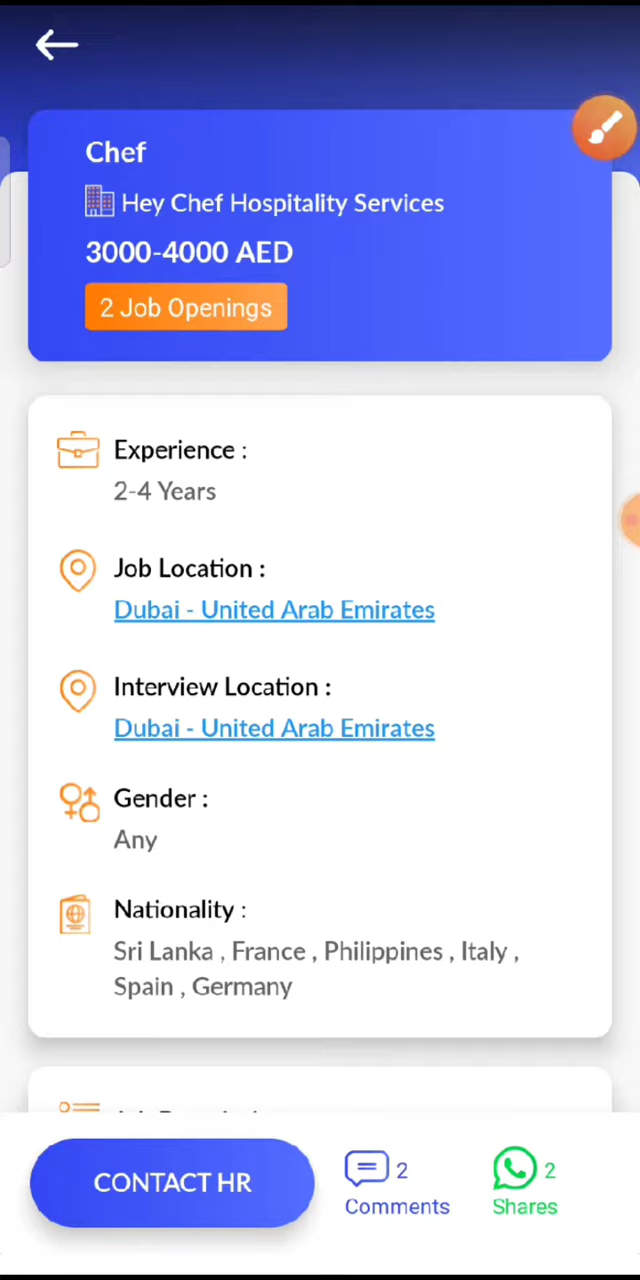 Chef
Hey Chef Hospitality Services
3000-4000 AED
2 Job Openings
Experience :
2-4 Years
Job Location :
Dubai - United Arab Emirates
Interview Location :
Dubai - United Arab Emirates
Gender :
Any
Nationality :
Sri Lanka , France , Philippines , Italy ,
Spain , Germany
CONTACT HR
2
Comments
2
Shares